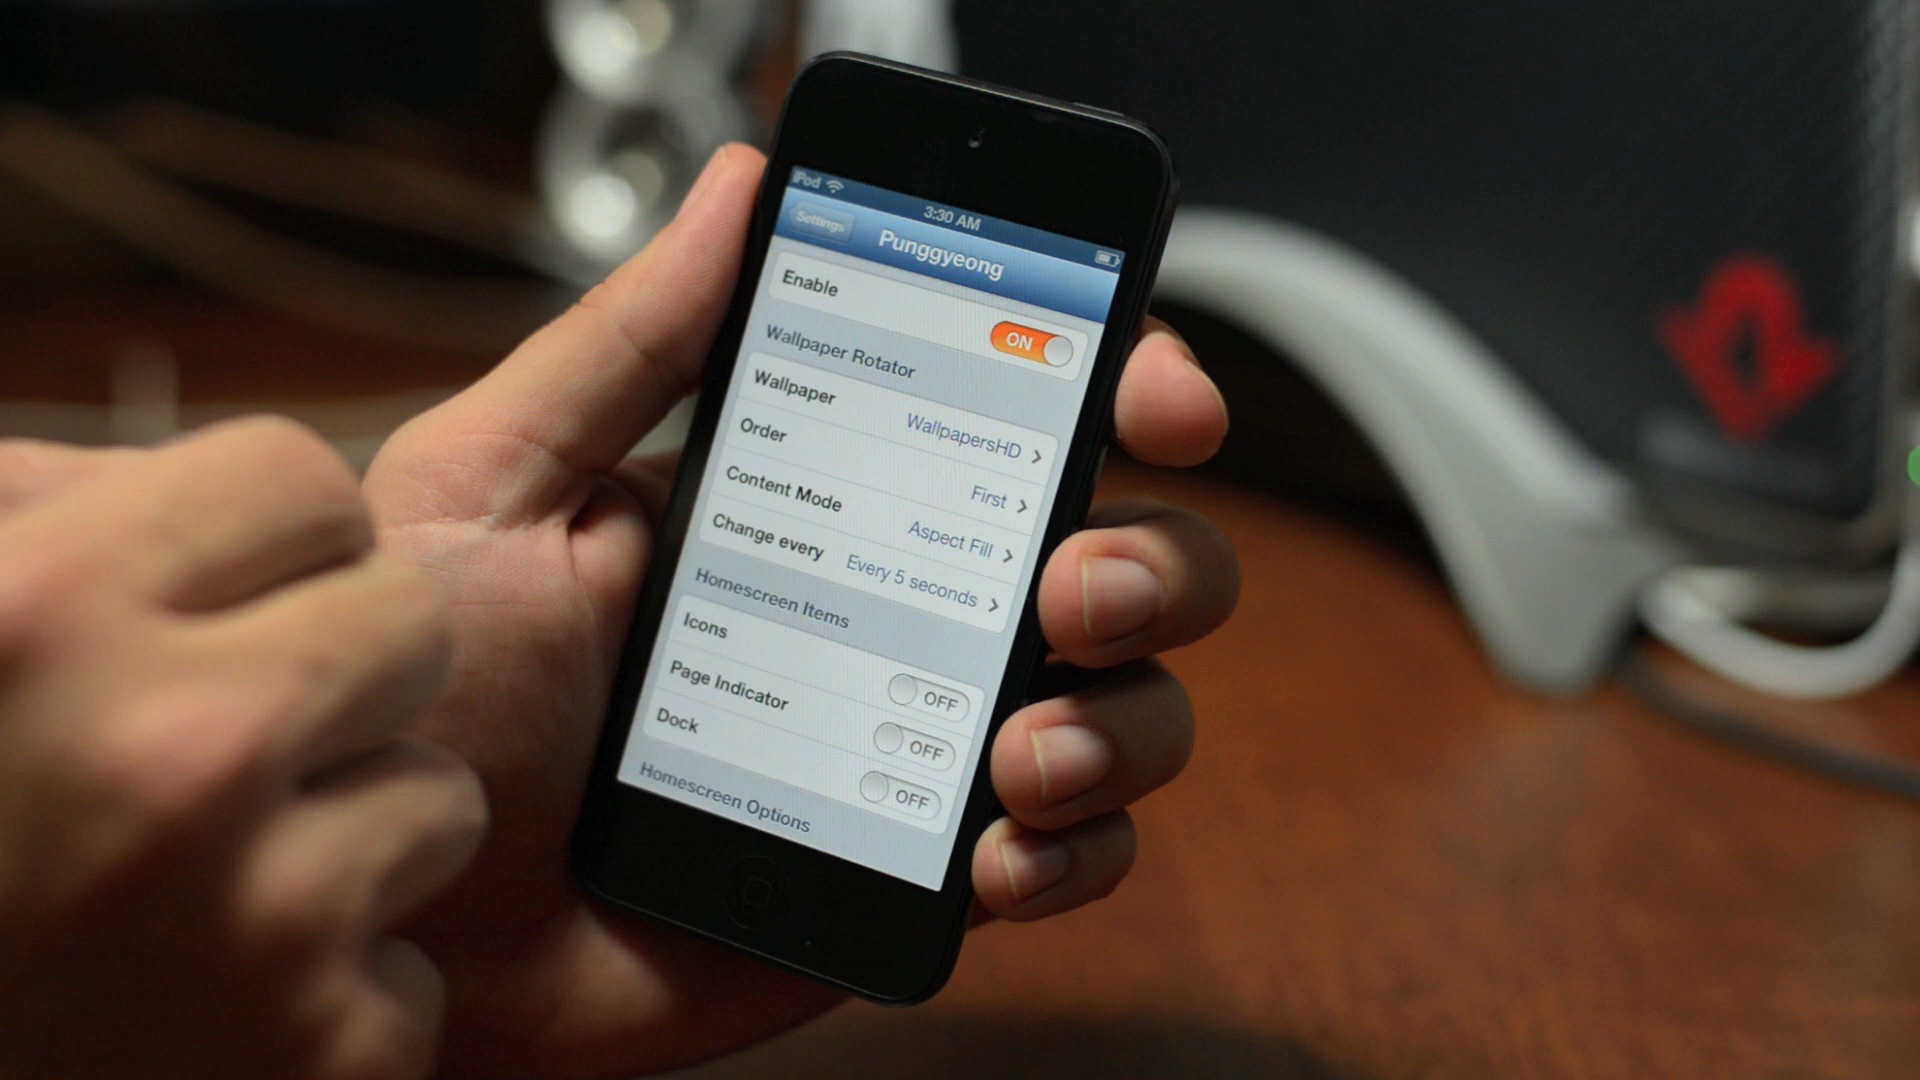 iPod
3:30 AM
Settings
Punggyeong
Enable
ON
Wallpaper Rotator
Wallpaper WallpapersHD
Order First
Content Mode Aspect Fill
Change every Every 5 seconds
Homescreen Items
Icons OFF
Page Indicator OFF
Dock OFF
Homescreen Options